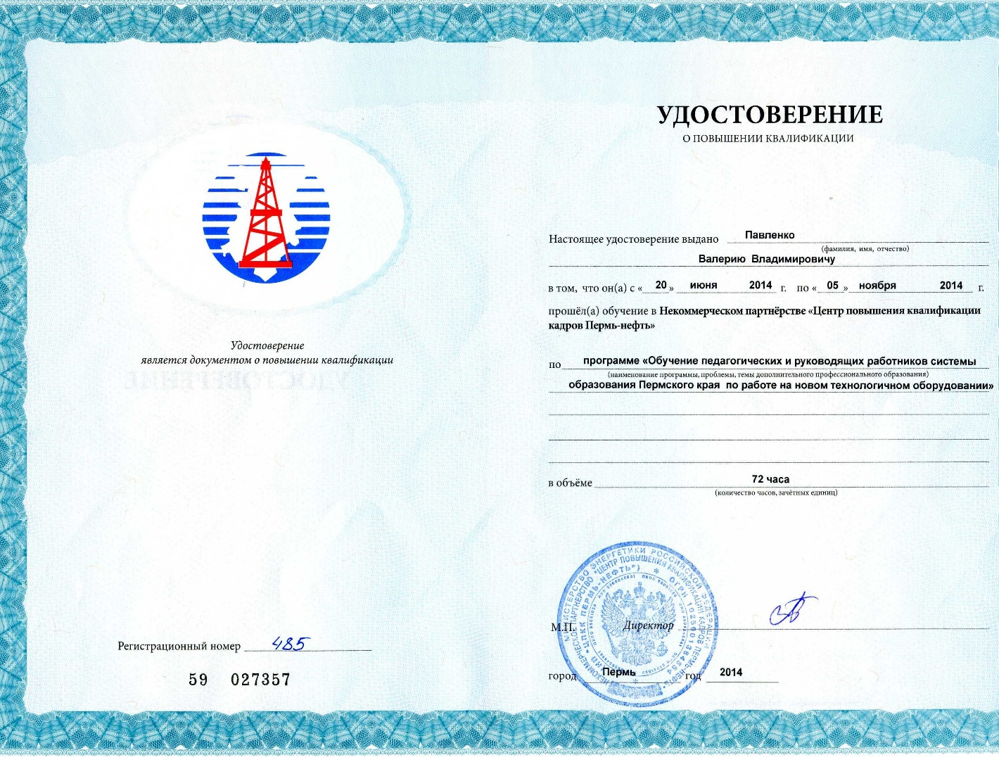 Удостоверение
является документом о повышении квалификации
Регистрационный номер 485
59 027357
УДОСТОВЕРЕНИЕ
О ПОВЫШЕНИИ КВАЛИФИКАЦИИ
Настоящее удостоверение выдано Павленко
(фамилия, имя, отчество)
Валерию Владимировичу
в том, что он(а) с « 20 » июня 2014 г. по « 05 » ноября 2014 г.
прошёл(а) обучение в Некоммерческом партнёрстве «Центр повышения квалификации
кадров Пермь-нефть»
по программе «Обучение педагогических и руководящих работников системы
(наименование программы, проблемы, темы дополнительного профессионального образования)
образования Пермского края по работе на новом технологичном оборудовании»
в объёме 72 часа
(количество часов, зачётных единиц)
МИНИСТЕРСТВО ЭНЕРГЕТИКИ РОССИЙСКОЙ ФЕДЕРАЦИИ
НЕКОММЕРЧЕСКОЕ ПАРТНЕРСТВО "ЦЕНТР ПОВЫШЕНИЯ КВАЛИФИКАЦИИ КАДРОВ ПЕРМЬ-НЕФТЬ"
"ЦПКК ПЕРМЬ-НЕФТЬ")
М.П. Директор
город Пермь год 2014